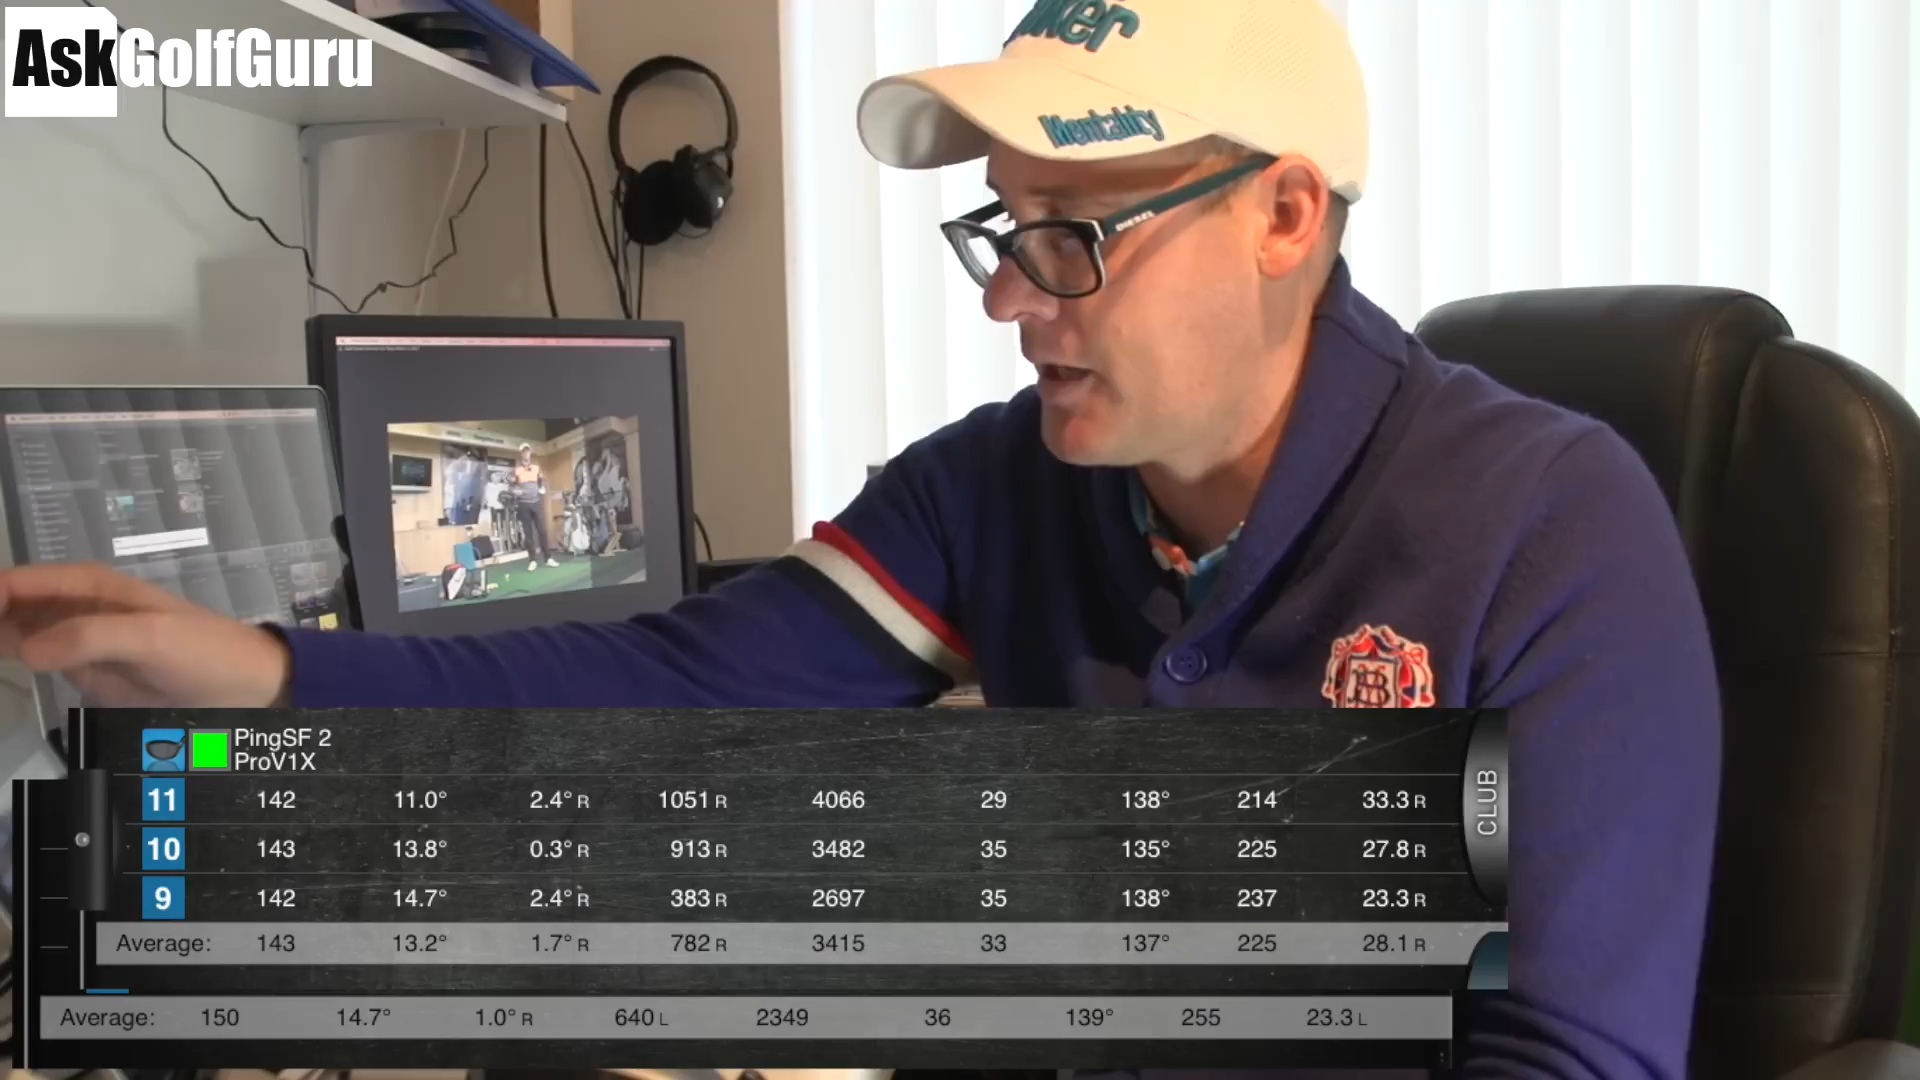 AskGolfGuru
Mentality
DIESEL
PingSF 2
ProV1X
11 142 11.0° 2.4° R 1051 R 4066 29 138° 214 33.3 R
10 143 13.8° 0.3° R 913 R 3482 35 135° 225 27.8 R
9 142 14.7° 2.4° R 383 R 2697 35 138° 237 23.3 R
Average: 143 13.2° 1.7° R 782 R 3415 33 137° 225 28.1 R
CLUB
Average: 150 14.7° 1.0° R 640 L 2349 36 139° 255 23.3 L